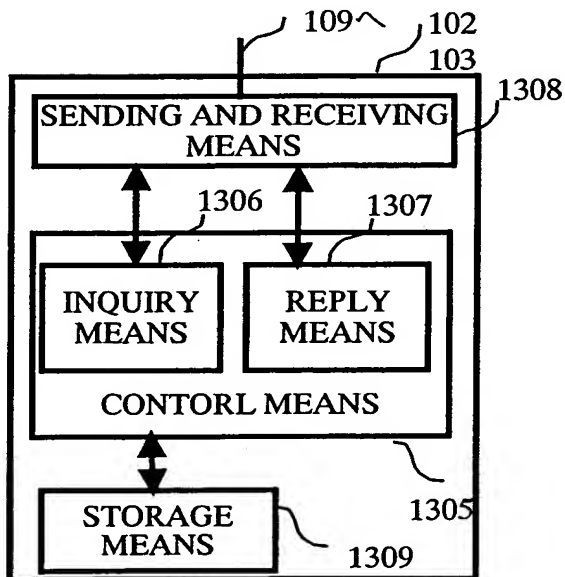 109 102
103
SENDING AND RECEIVING
MEANS
1308
1306 1307
INQUIRY
MEANS
REPLY
MEANS
CONTORL MEANS
1305
STORAGE
MEANS
1309